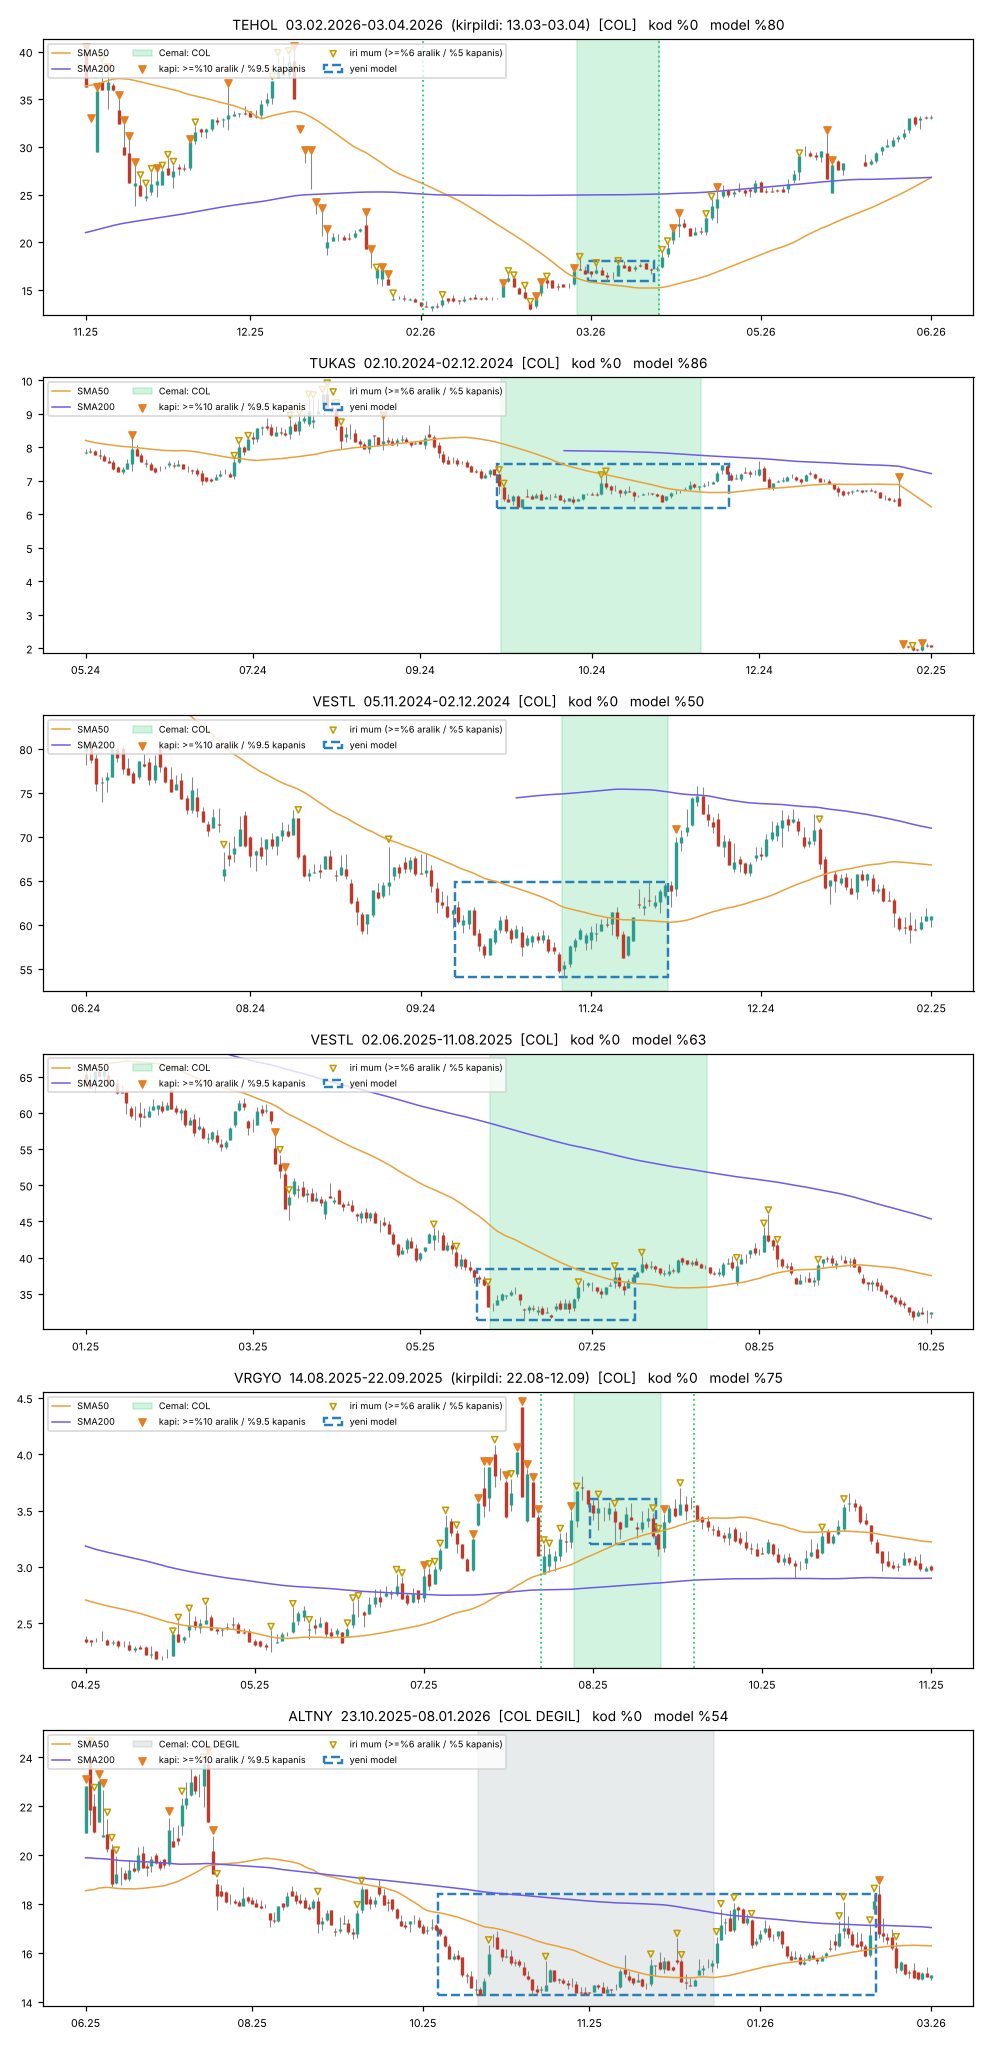 TEHOL  03.02.2026-03.04.2026  (kirpildi: 13.03-03.04)  [COL]   kod %0   model %80
SMA50 Cemal: COL iri mum (>=%6 aralik / %5 kapanis)
SMA200 kapi: >=%10 aralik / %9.5 kapanis yeni model
40
35
30
25
20
15
11.25 12.25 02.26 03.26 05.26 06.26
TUKAS  02.10.2024-02.12.2024  [COL]   kod %0   model %86
SMA50 Cemal: COL iri mum (>=%6 aralik / %5 kapanis)
SMA200 kapi: >=%10 aralik / %9.5 kapanis yeni model
10
9
8
7
6
5
4
3
2
05.24 07.24 09.24 10.24 12.24 02.25
VESTL  05.11.2024-02.12.2024  [COL]   kod %0   model %50
SMA50 Cemal: COL iri mum (>=%6 aralik / %5 kapanis)
SMA200 kapi: >=%10 aralik / %9.5 kapanis yeni model
80
75
70
65
60
55
06.24 08.24 09.24 11.24 12.24 02.25
VESTL  02.06.2025-11.08.2025  [COL]   kod %0   model %63
SMA50 Cemal: COL iri mum (>=%6 aralik / %5 kapanis)
SMA200 kapi: >=%10 aralik / %9.5 kapanis yeni model
65
60
55
50
45
40
35
01.25 03.25 05.25 07.25 08.25 10.25
VRGYO  14.08.2025-22.09.2025  (kirpildi: 22.08-12.09)  [COL]   kod %0   model %75
SMA50 Cemal: COL iri mum (>=%6 aralik / %5 kapanis)
SMA200 kapi: >=%10 aralik / %9.5 kapanis yeni model
4.5
4.0
3.5
3.0
2.5
04.25 05.25 07.25 08.25 10.25 11.25
ALTNY  23.10.2025-08.01.2026  [COL DEGIL]   kod %0   model %54
SMA50 Cemal: COL DEGIL iri mum (>=%6 aralik / %5 kapanis)
SMA200 kapi: >=%10 aralik / %9.5 kapanis yeni model
24
22
20
18
16
14
06.25 08.25 10.25 11.25 01.26 03.26